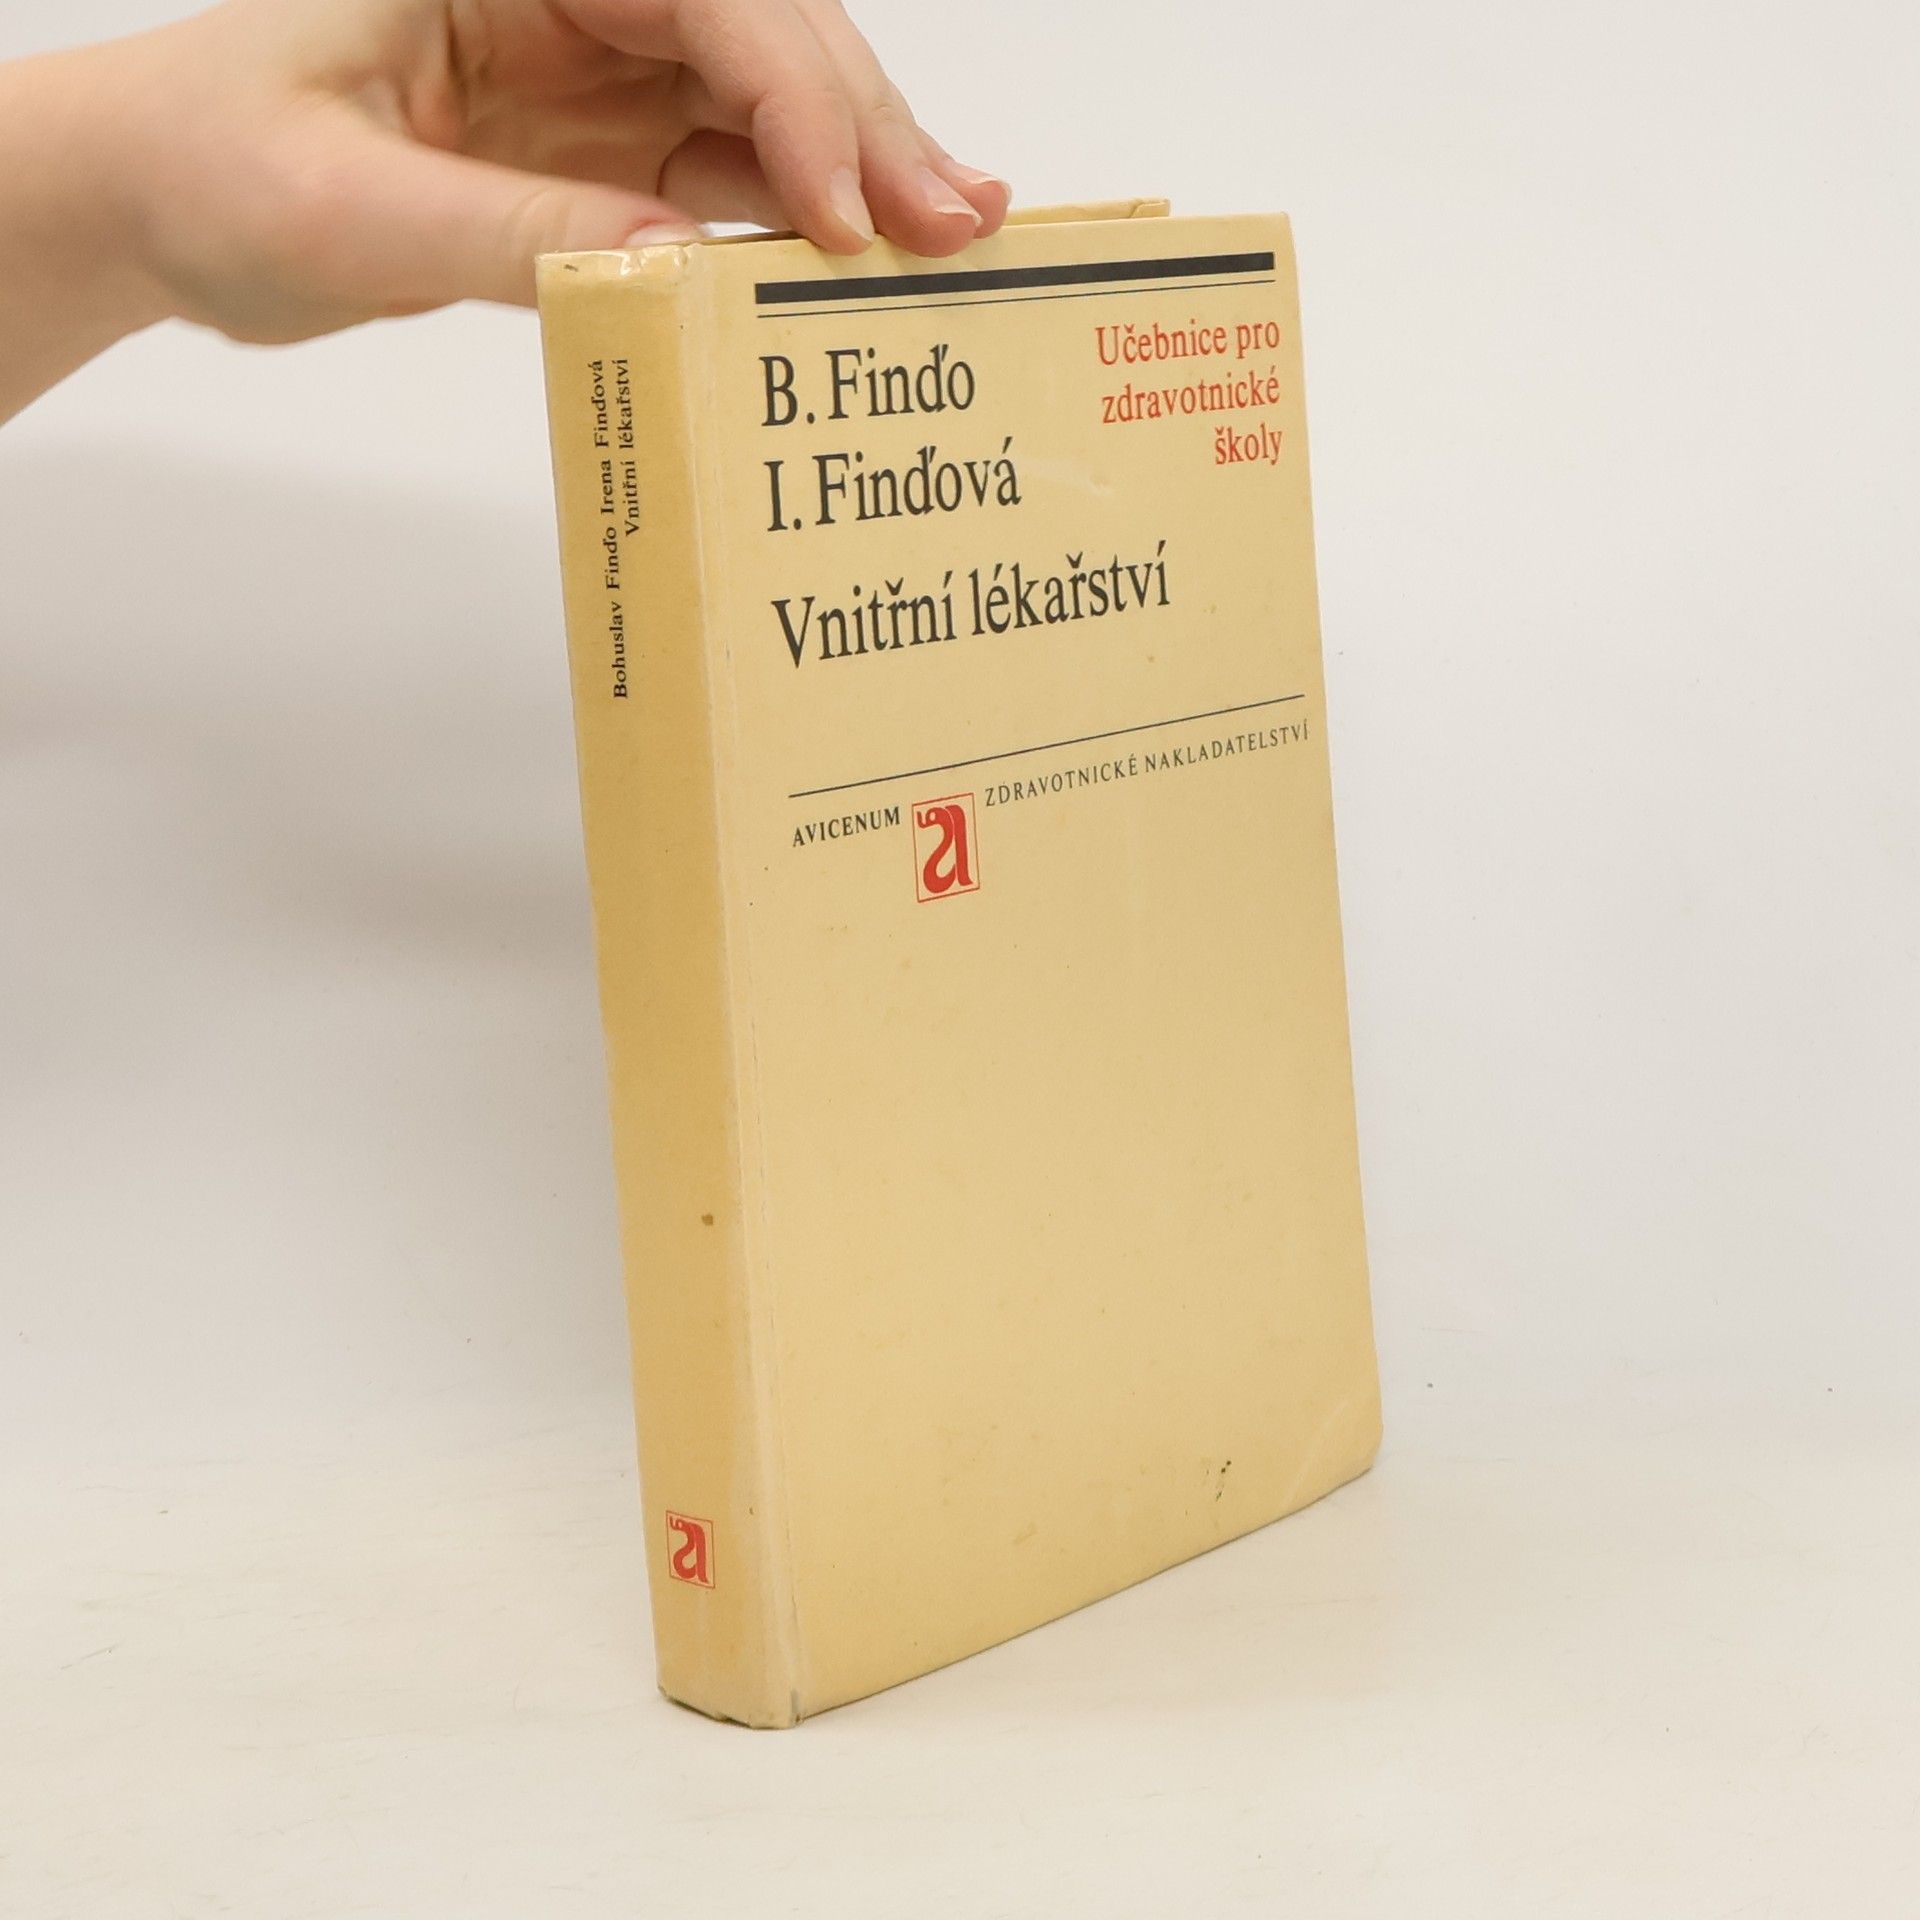 Bohuslav Finďo Irena Finďová
Vnitřní lékařství
B. Finďo
I. Finďová
Vnitřní lékařství
Učebnice pro
zdravotnické
školy
AVICENUM a ZDRAVOTNICKÉ NAKLADATELSTVÍ
a